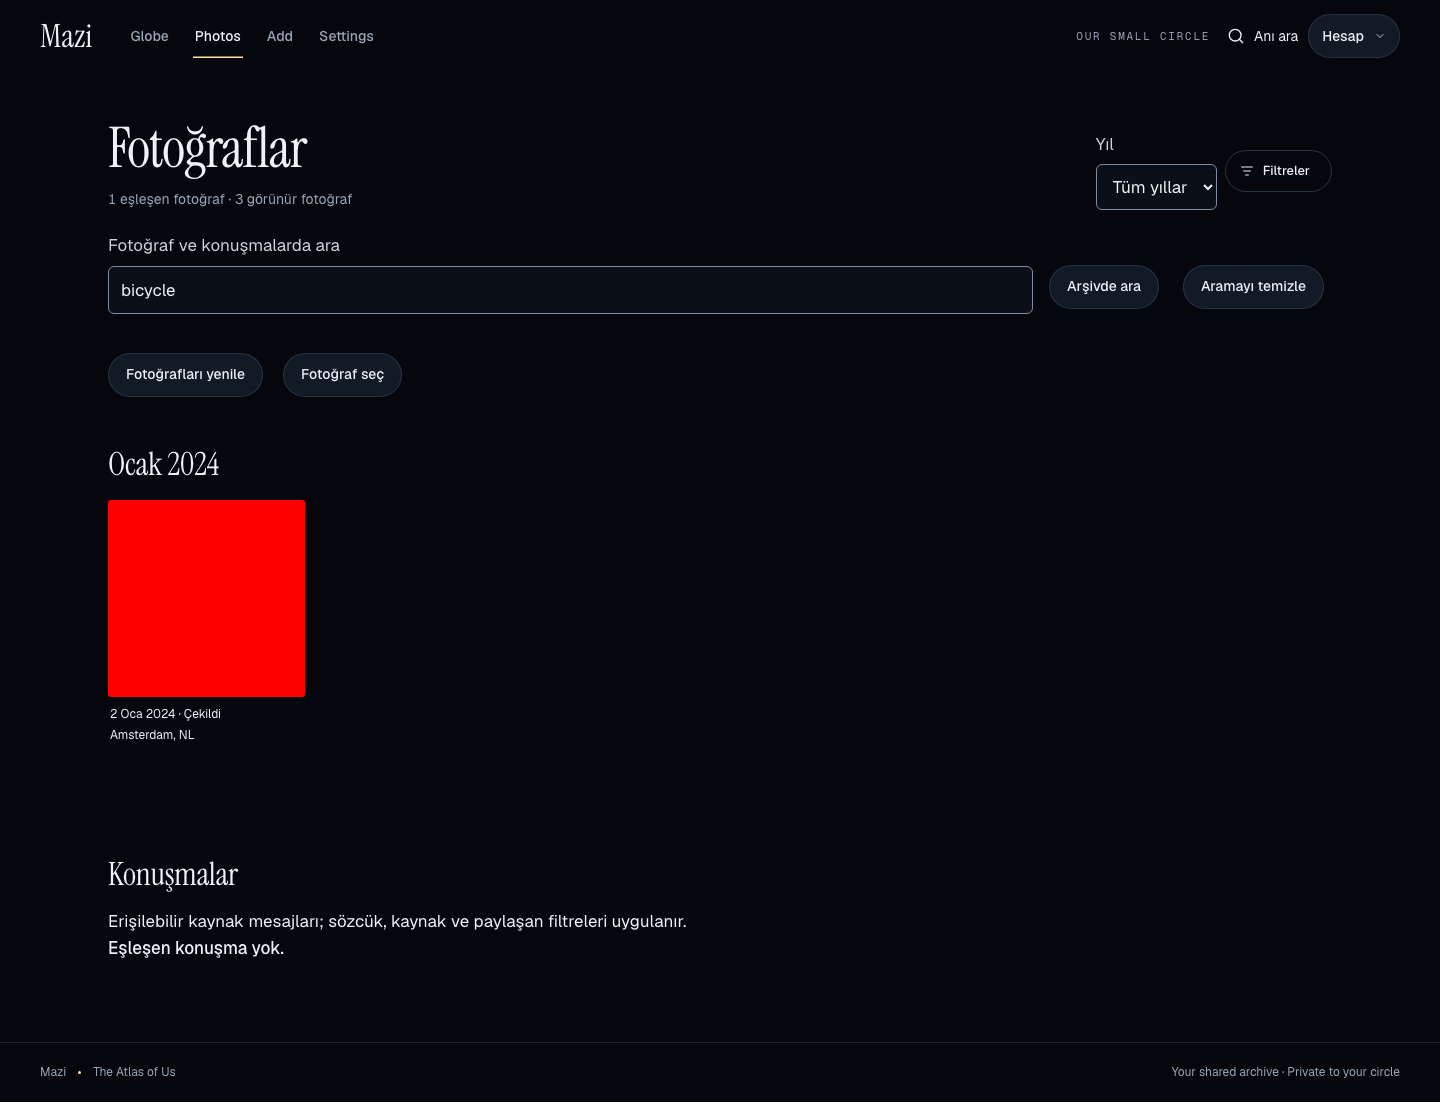 Mazi
Globe
Photos
Add
Settings
OUR SMALL CIRCLE
Anı ara
Hesap
Fotoğraflar
1 eşleşen fotoğraf · 3 görünür fotoğraf
Yıl
Tüm yıllar
Filtreler
Fotoğraf ve konuşmalarda ara
bicycle
Arşivde ara
Aramayı temizle
Fotoğrafları yenile
Fotoğraf seç
Ocak 2024
2 Oca 2024 · Çekildi
Amsterdam, NL
Konuşmalar
Erişilebilir kaynak mesajları; sözcük, kaynak ve paylaşan filtreleri uygulanır.
Eşleşen konuşma yok.
Mazi • The Atlas of Us
Your shared archive · Private to your circle